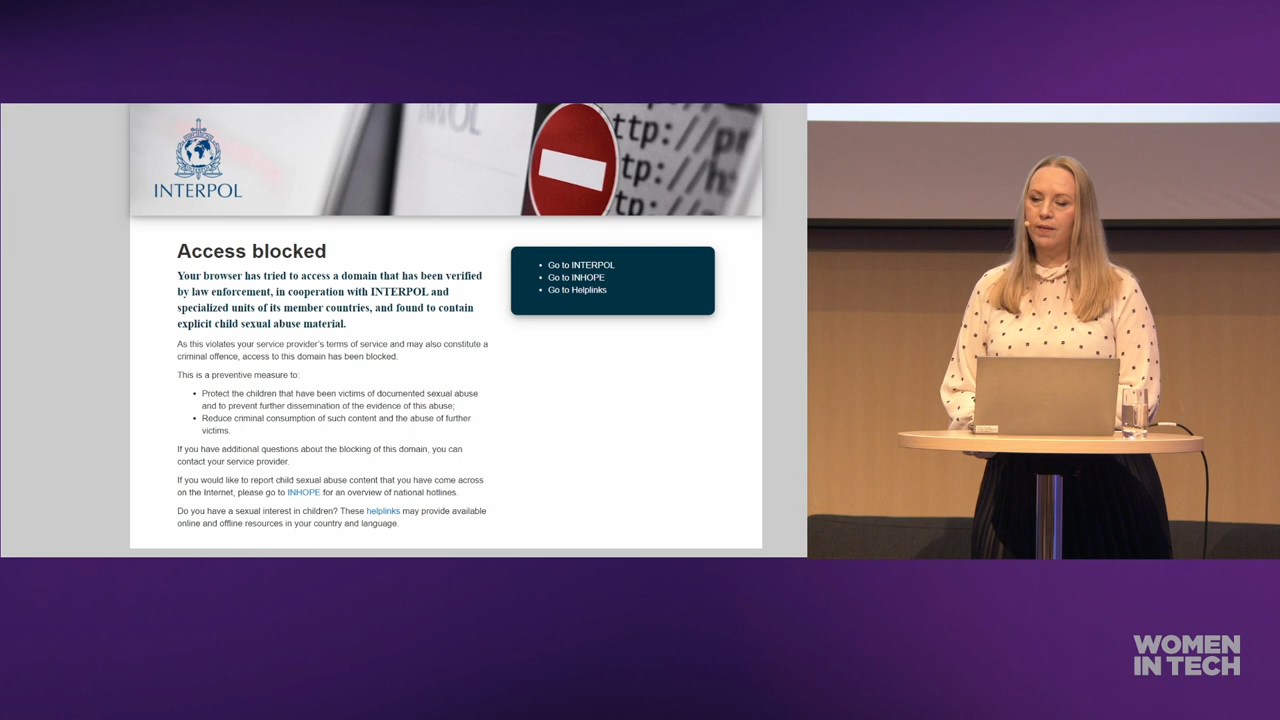 INTERPOL
ttp://pr
tp://h
tp://
Access blocked
Your browser has tried to access a domain that has been verified
by law enforcement, in cooperation with INTERPOL and
specialized units of its member countries, and found to contain
explicit child sexual abuse material.
As this violates your service provider's terms of service and may also constitute a
criminal offence, access to this domain has been blocked.
This is a preventive measure to:
• Protect the children that have been victims of documented sexual abuse
and to prevent further dissemination of the evidence of this abuse;
• Reduce criminal consumption of such content and the abuse of further
victims.
If you have additional questions about the blocking of this domain, you can
contact your service provider.
If you would like to report child sexual abuse content that you have come across
on the Internet, please go to INHOPE for an overview of national hotlines.
Do you have a sexual interest in children? These helplinks may provide available
online and offline resources in your country and language.
• Go to INTERPOL
• Go to INHOPE
• Go to Helplinks
WOMEN
IN TECH